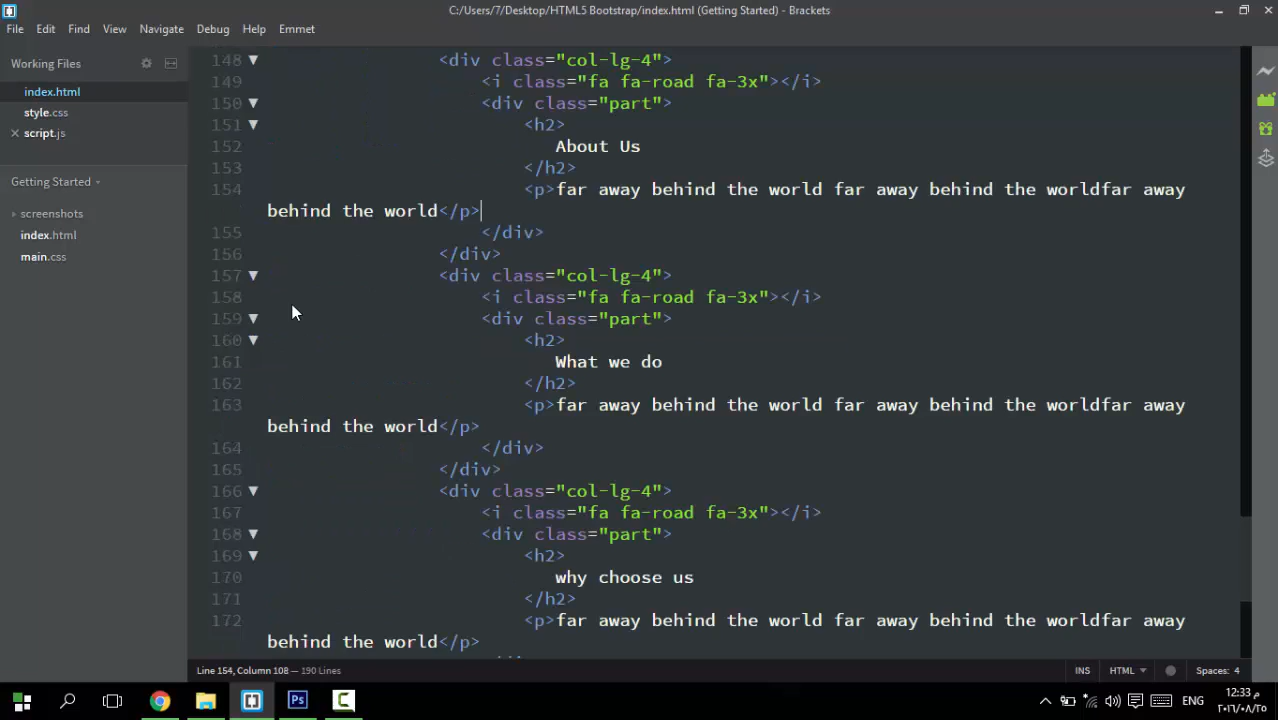 C:/Users/7/Desktop/HTML5 Bootstrap/index.html (Getting Started) - Brackets
File Edit Find View Navigate Debug Help Emmet
Working Files
index.html
style.css
script.js
Getting Started
screenshots
index.html
main.css
148 <div class="col-lg-4">
149 <i class="fa fa-road fa-3x"></i>
150 <div class="part">
151 <h2>
152 About Us
153 </h2>
154 <p>far away behind the world far away behind the worldfar away
behind the world</p>
155 </div>
156 </div>
157 <div class="col-lg-4">
158 <i class="fa fa-road fa-3x"></i>
159 <div class="part">
160 <h2>
161 What we do
162 </h2>
163 <p>far away behind the world far away behind the worldfar away
behind the world</p>
164 </div>
165 </div>
166 <div class="col-lg-4">
167 <i class="fa fa-road fa-3x"></i>
168 <div class="part">
169 <h2>
170 why choose us
171 </h2>
172 <p>far away behind the world far away behind the worldfar away
behind the world</p>
Line 154, Column 108 — 190 Lines
INS HTML Spaces: 4
Ps
ENG
12:33 م
٢٠١٦/٠٨/٢٥